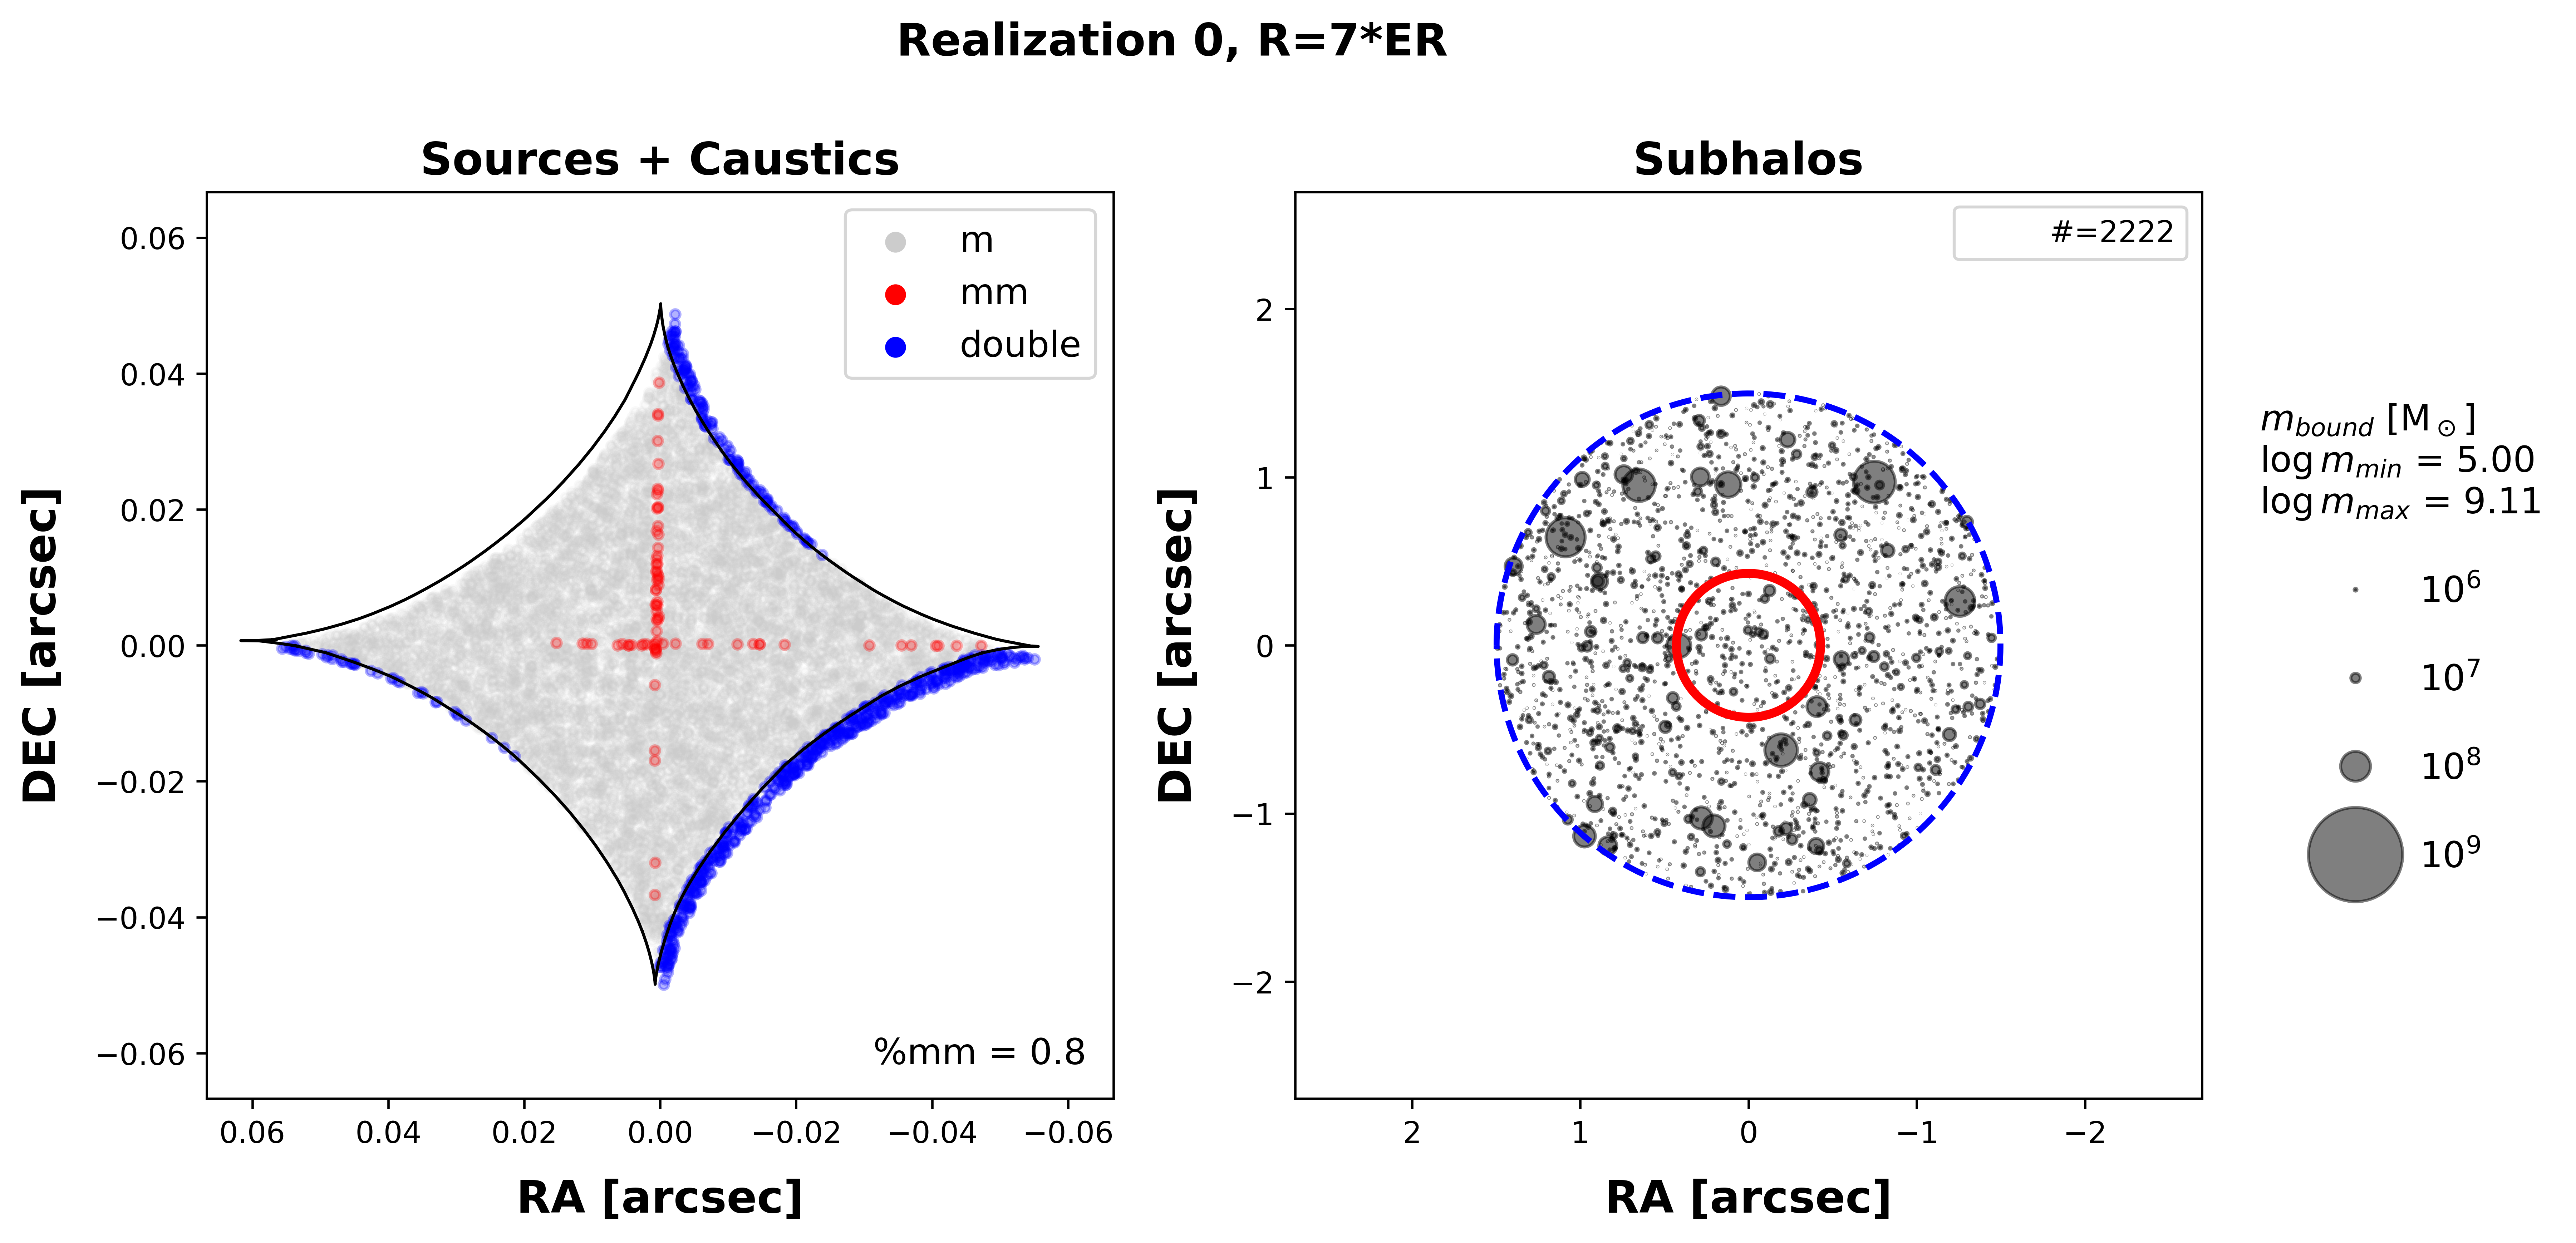 Realization 0, R=7*ER
Sources + Caustics
m
mm
double
%mm = 0.8
0.06
0.04
0.02
0.00
−0.02
−0.04
−0.06
DEC [arcsec]
0.06
0.04
0.02
0.00
−0.02
−0.04
−0.06
RA [arcsec]
Subhalos
#=2222
2
1
0
−1
−2
DEC [arcsec]
2
1
0
−1
−2
RA [arcsec]
m_bound [M_⊙]
log m_min = 5.00
log m_max = 9.11
10^6
10^7
10^8
10^9